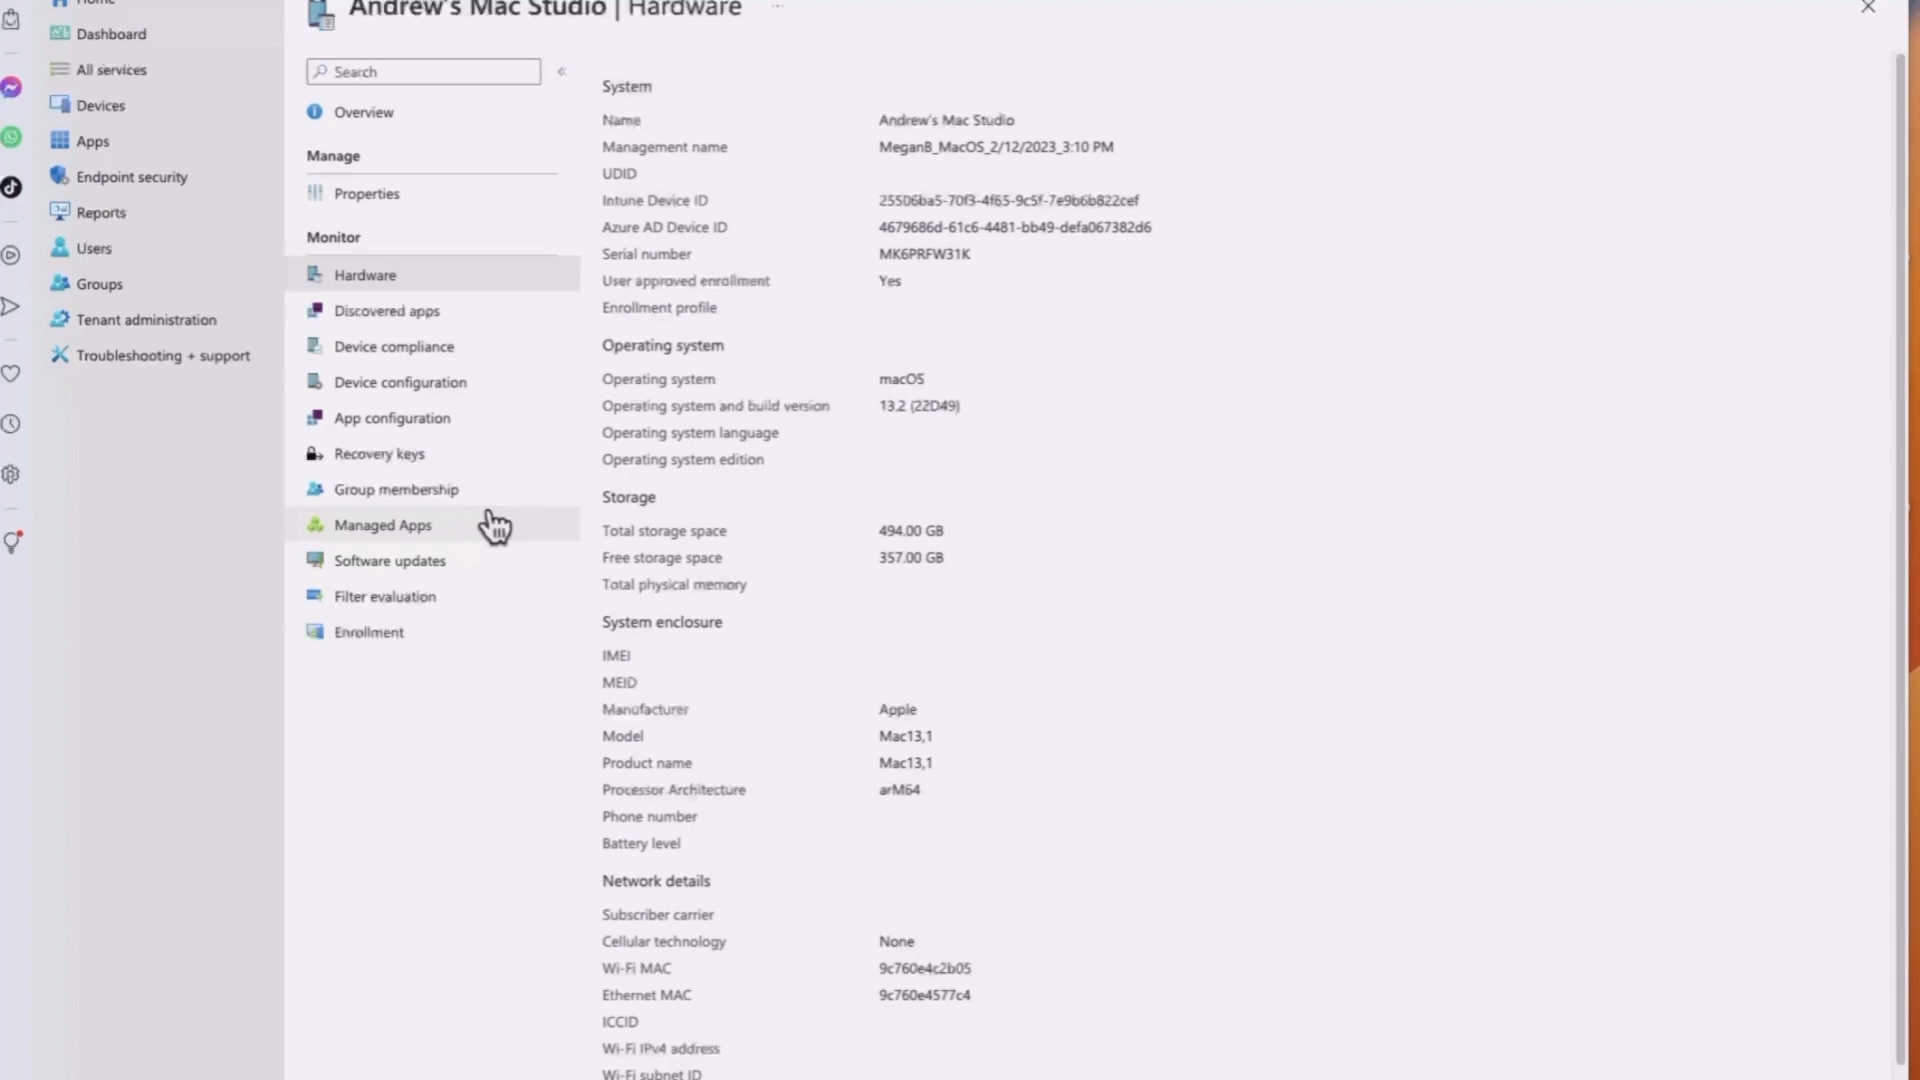 Home
Dashboard
All services
Devices
Apps
Endpoint security
Reports
Users
Groups
Tenant administration
Troubleshooting + support
Andrew's Mac Studio | Hardware
Search
Overview
Manage
Properties
Monitor
Hardware
Discovered apps
Device compliance
Device configuration
App configuration
Recovery keys
Group membership
Managed Apps
Software updates
Filter evaluation
Enrollment
System
Name Andrew's Mac Studio
Management name MeganB_MacOS_2/12/2023_3:10 PM
UDID
Intune Device ID 25506ba5-70f3-4f65-9c5f-7e9b6b822cef
Azure AD Device ID 4679686d-61c6-4481-bb49-defa067382d6
Serial number MK6PRFW31K
User approved enrollment Yes
Enrollment profile
Operating system
Operating system macOS
Operating system and build version 13.2 (22D49)
Operating system language
Operating system edition
Storage
Total storage space 494.00 GB
Free storage space 357.00 GB
Total physical memory
System enclosure
IMEI
MEID
Manufacturer Apple
Model Mac13,1
Product name Mac13,1
Processor Architecture arM64
Phone number
Battery level
Network details
Subscriber carrier
Cellular technology None
Wi-Fi MAC 9c760e4c2b05
Ethernet MAC 9c760e4577c4
ICCID
Wi-Fi IPv4 address
Wi-Fi subnet ID